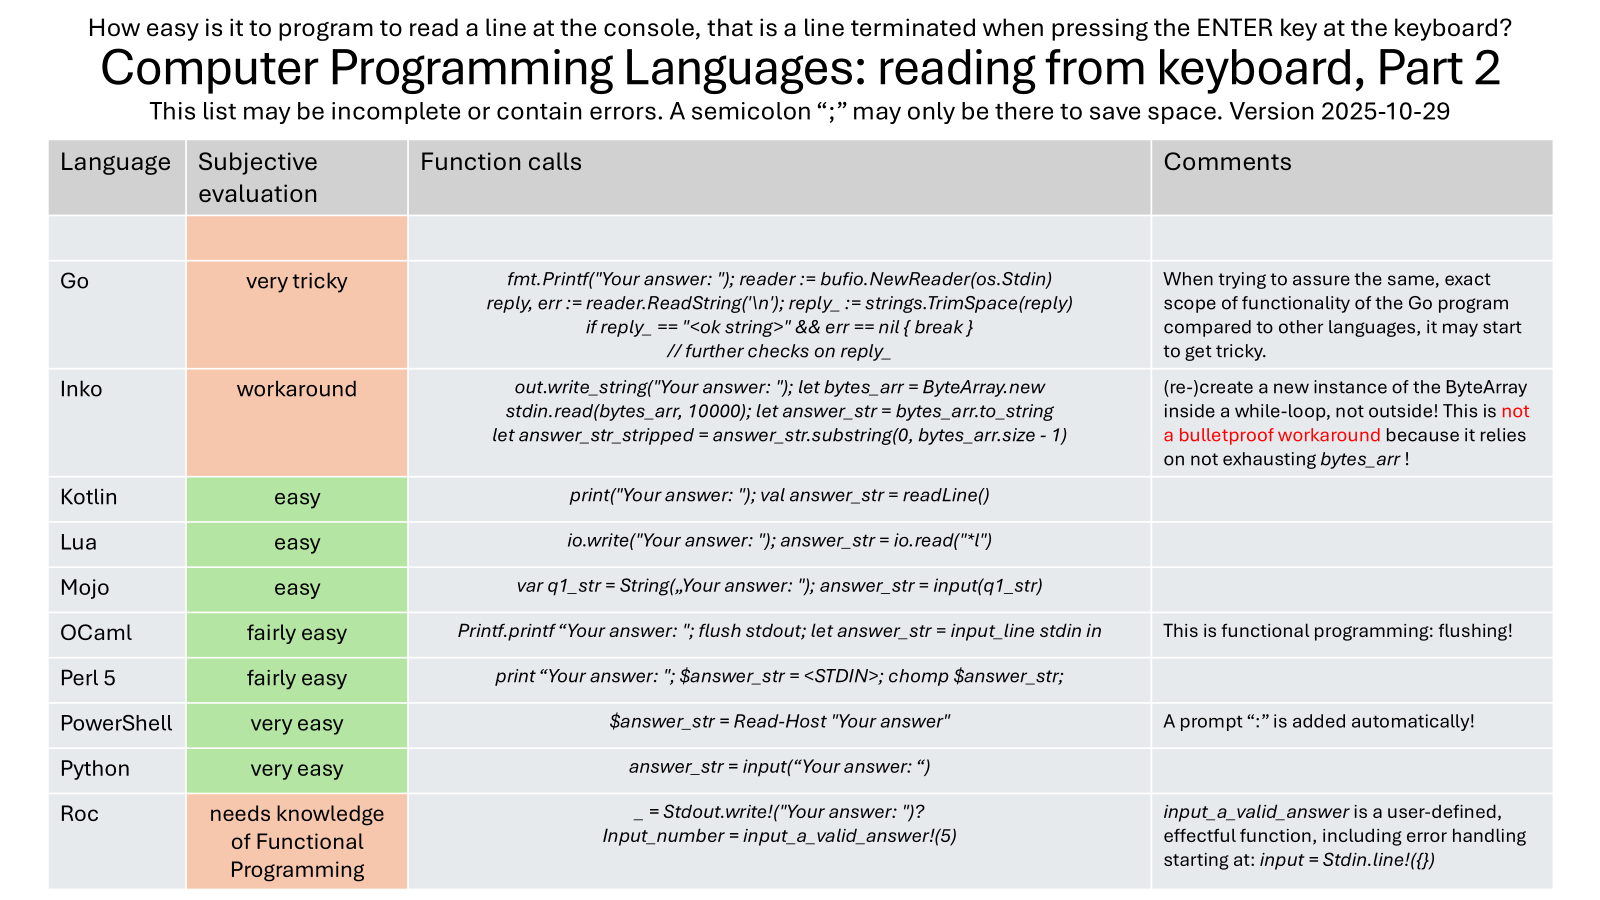 How easy is it to program to read a line at the console, that is a line terminated when pressing the ENTER key at the keyboard?
Computer Programming Languages: reading from keyboard, Part 2
This list may be incomplete or contain errors. A semicolon “;” may only be there to save space. Version 2025-10-29
Language
Subjective
evaluation
Function calls
Comments
Go
very tricky
fmt.Printf("Your answer: "); reader := bufio.NewReader(os.Stdin)
reply, err := reader.ReadString('\n'); reply_ := strings.TrimSpace(reply)
if reply_ == "<ok string>" && err == nil { break }
// further checks on reply_
When trying to assure the same, exact
scope of functionality of the Go program
compared to other languages, it may start
to get tricky.
Inko
workaround
out.write_string("Your answer: "); let bytes_arr = ByteArray.new
stdin.read(bytes_arr, 10000); let answer_str = bytes_arr.to_string
let answer_str_stripped = answer_str.substring(0, bytes_arr.size - 1)
(re-)create a new instance of the ByteArray
inside a while-loop, not outside! This is not
a bulletproof workaround because it relies
on not exhausting bytes_arr !
Kotlin
easy
print("Your answer: "); val answer_str = readLine()
Lua
easy
io.write("Your answer: "); answer_str = io.read("*l")
Mojo
easy
var q1_str = String(„Your answer: "); answer_str = input(q1_str)
OCaml
fairly easy
Printf.printf “Your answer: "; flush stdout; let answer_str = input_line stdin in
This is functional programming: flushing!
Perl 5
fairly easy
print “Your answer: "; $answer_str = <STDIN>; chomp $answer_str;
PowerShell
very easy
$answer_str = Read-Host "Your answer"
A prompt “:” is added automatically!
Python
very easy
answer_str = input(“Your answer: “)
Roc
needs knowledge
of Functional
Programming
_ = Stdout.write!("Your answer: ")?
Input_number = input_a_valid_answer!(5)
input_a_valid_answer is a user-defined,
effectful function, including error handling
starting at: input = Stdin.line!({})